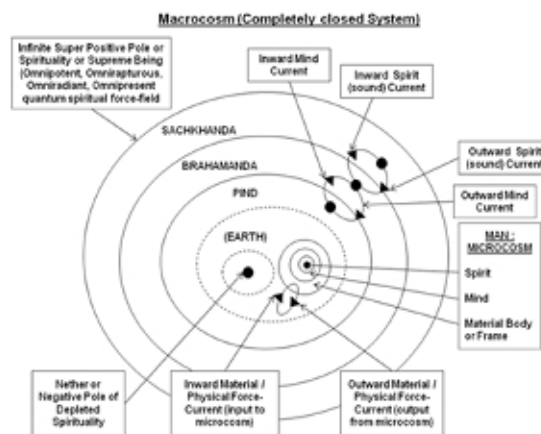 Macrocosm (Completely closed System)
Infinite Super Positive Pole or
Spirituality or Supreme Being
(Omnipotent, Omnirapturous,
Omniradiant, Omnipresent
quantum spiritual force-field
Inward Mind
Current
Inward Spirit
(sound) Current
SACHKHANDA
BRAHAMANDA
PIND
(EARTH)
Outward Spirit
(sound) Current
Outward Mind
Current
MAN :
MICROCOSM
Spirit
Mind
Material Body
or Frame
Nether or
Negative Pole of
Depleted
Spirituality
Inward Material /
Physical Force-
Current (input to
microcosm)
Outward Material /
Physical Force-
Current (output
from microcosm)